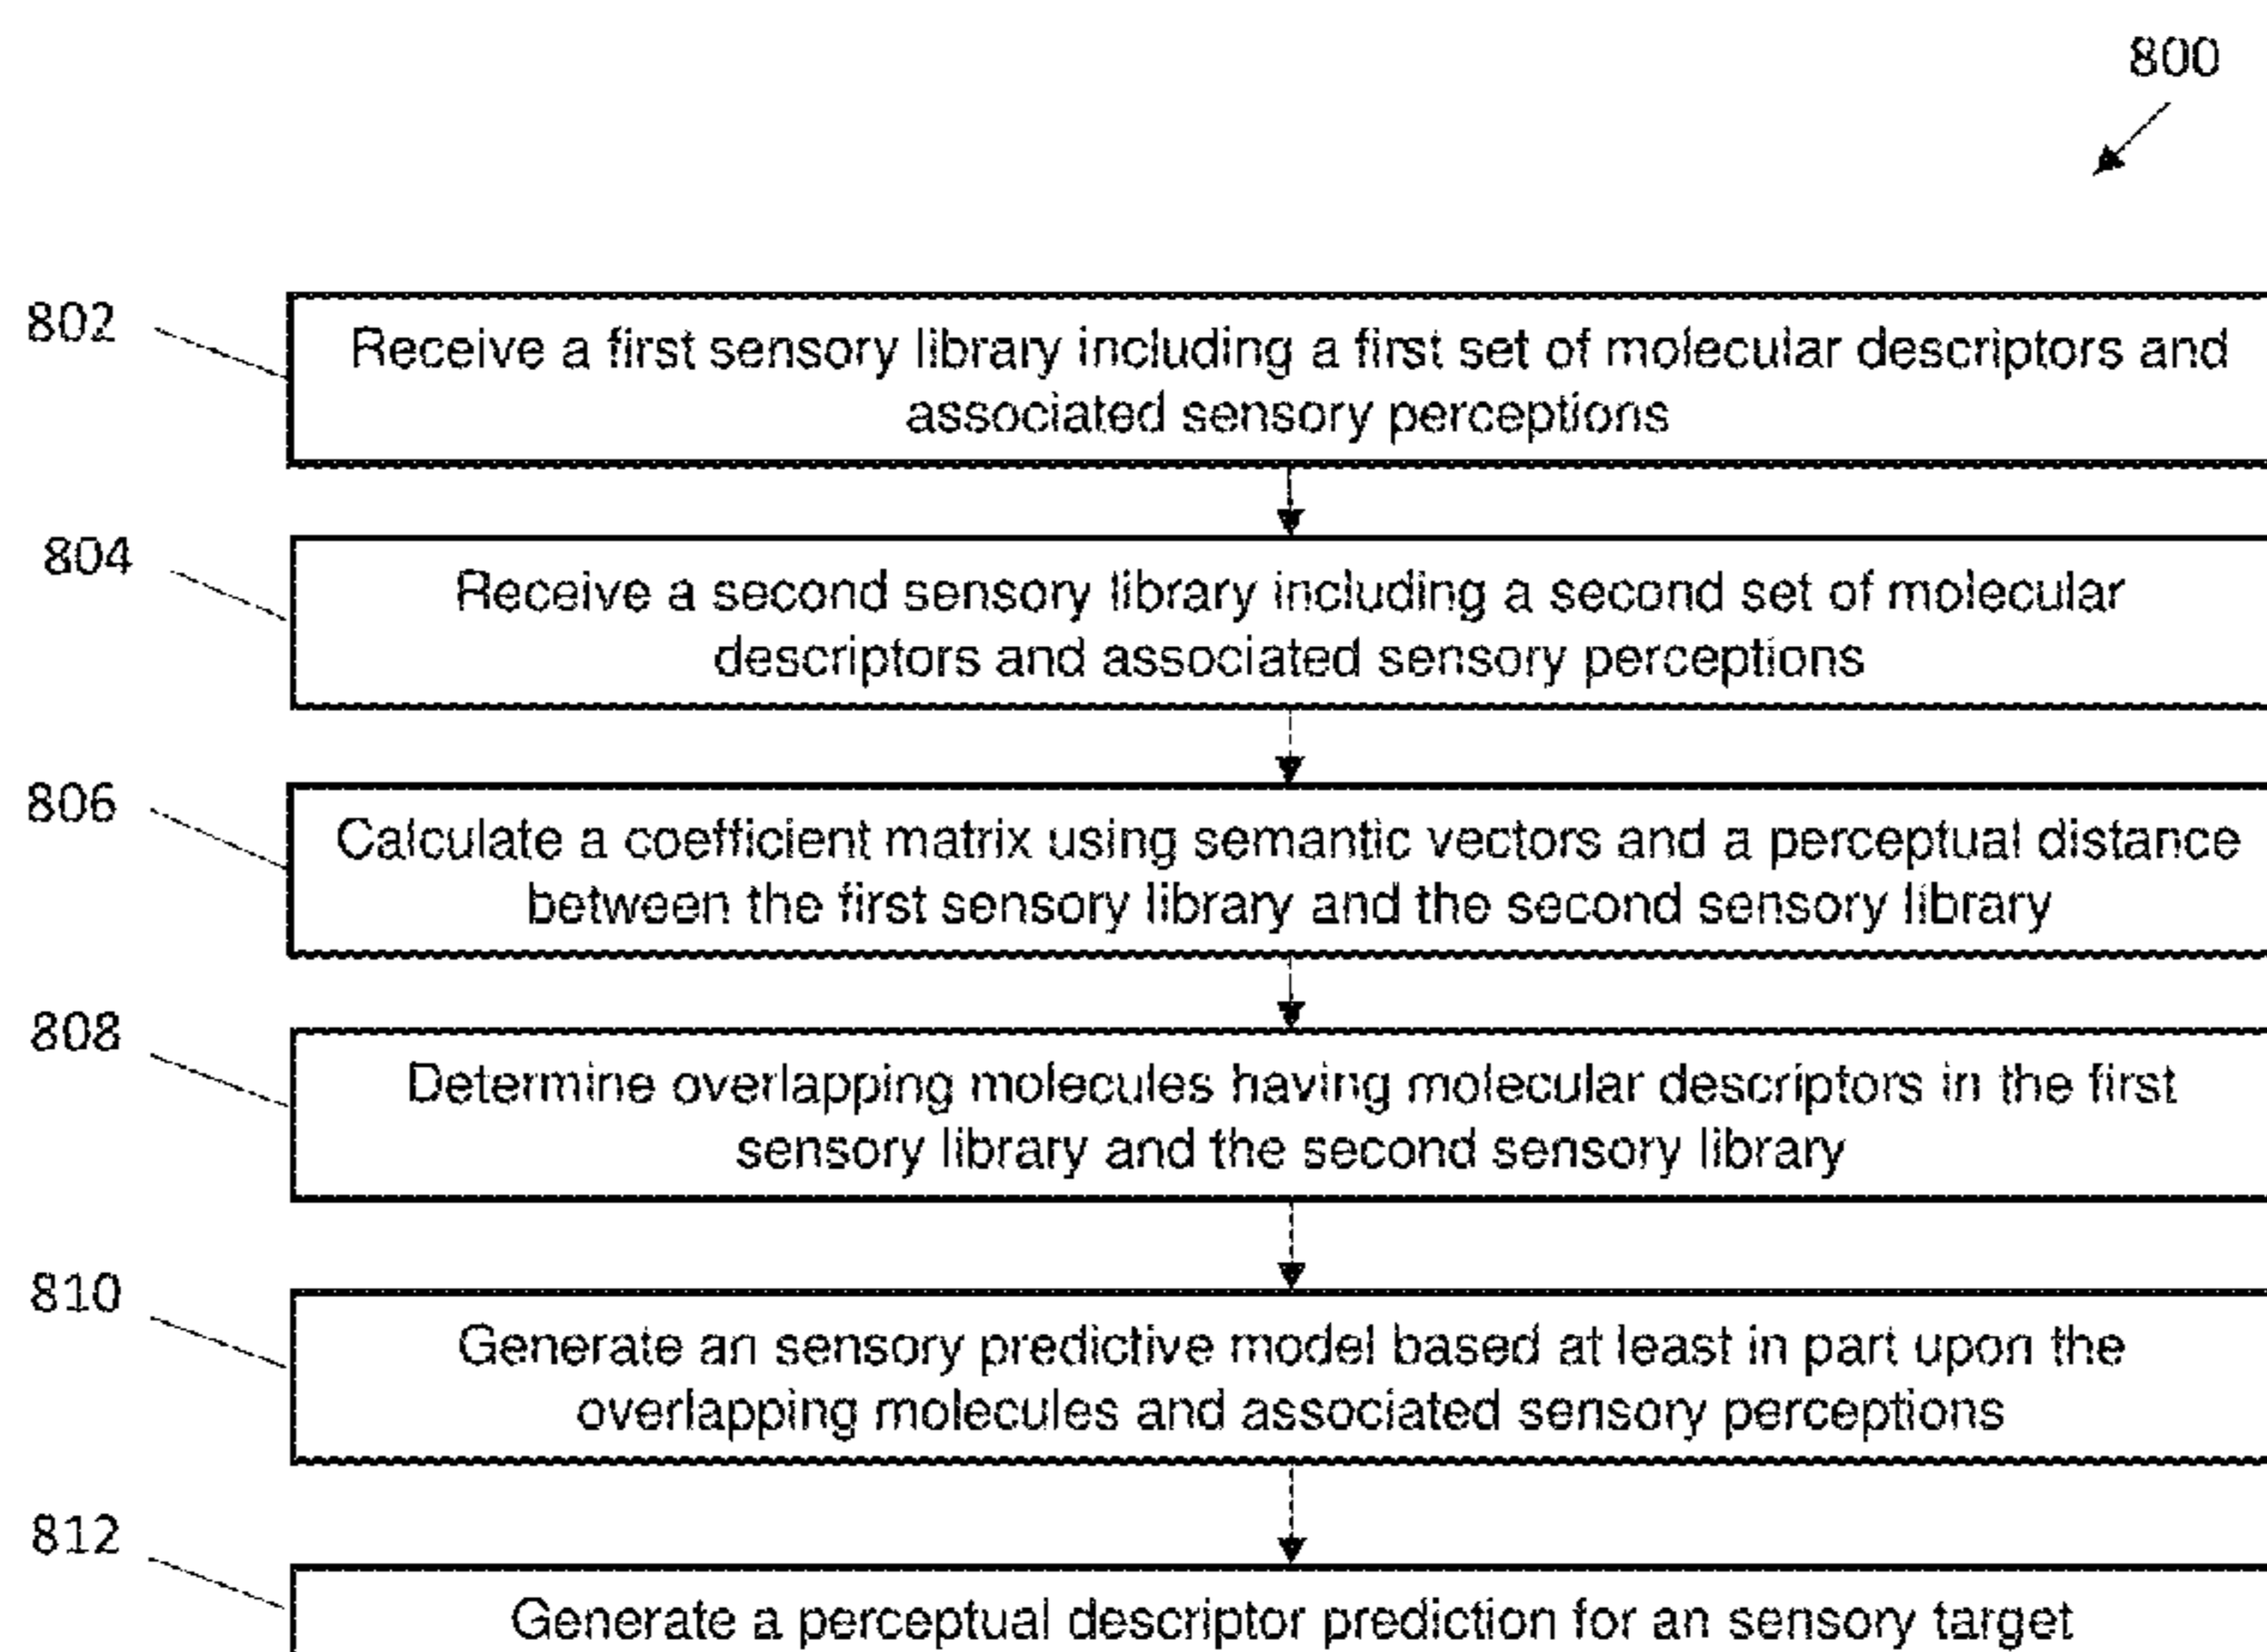 800
802
Receive a first sensory library including a first set of molecular descriptors and
associated sensory perceptions
804
Receive a second sensory library including a second set of molecular
descriptors and associated sensory perceptions
806
Calculate a coefficient matrix using semantic vectors and a perceptual distance
between the first sensory library and the second sensory library
808
Determine overlapping molecules having molecular descriptors in the first
sensory library and the second sensory library
810
Generate an sensory predictive model based at least in part upon the
overlapping molecules and associated sensory perceptions
812
Generate a perceptual descriptor prediction for an sensory target